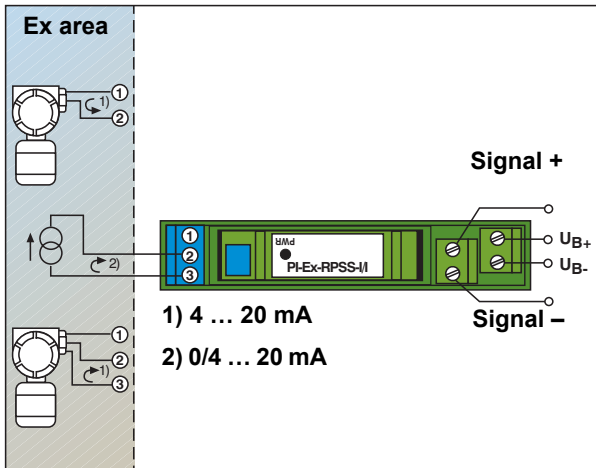 Ex area
1
1)
2
Signal +
1
2
3
PWR
PI-Ex-RPSS-I/I
UB+
UB-
2)
1) 4 … 20 mA
Signal –
2) 0/4 … 20 mA
1
2
1)
3